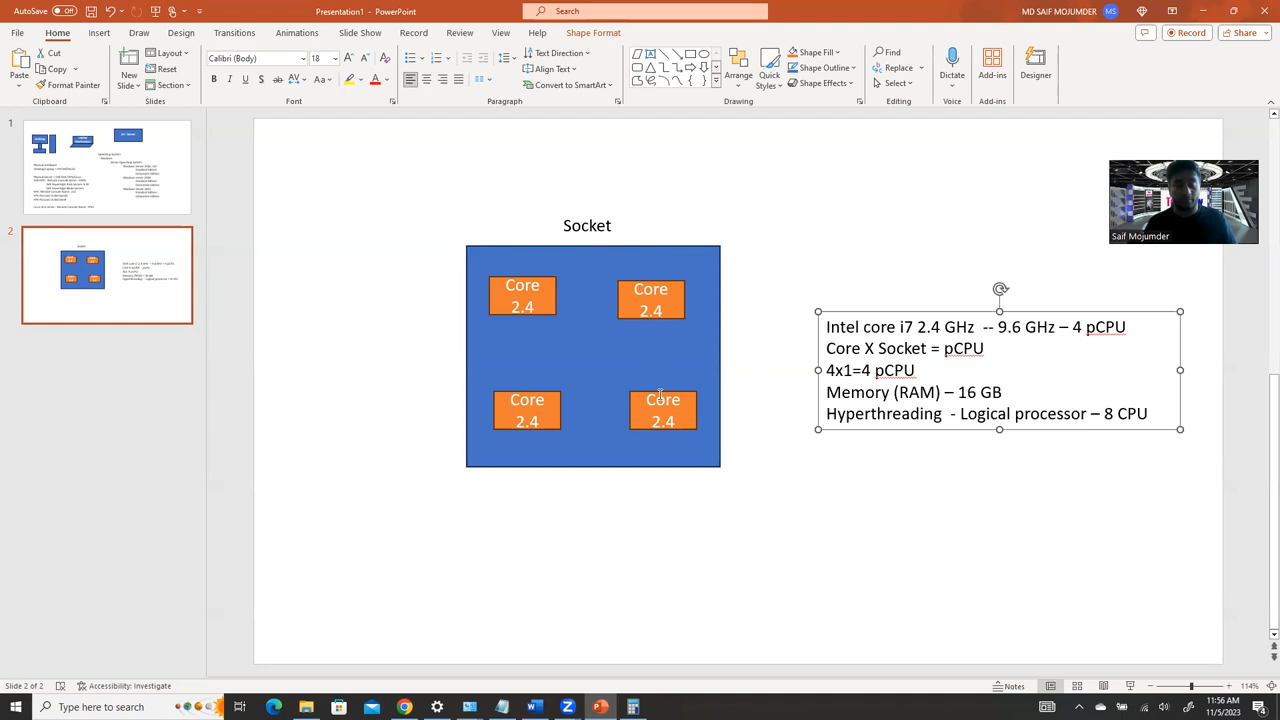 AutoSave
Off
Presentation1 - PowerPoint
Search
MD SAIF MOJUMDER
MS
File
Home
Insert
Draw
Design
Transitions
Animations
Slide Show
Record
Review
View
Help
Shape Format
Record
Share
Paste
Cut
Copy
Format Painter
Clipboard
New
Slide
Layout
Reset
Section
Slides
Calibri (Body)
18
Font
Text Direction
Align Text
Convert to SmartArt
Paragraph
Arrange
Quick
Styles
Shape Fill
Shape Outline
Shape Effects
Drawing
Find
Replace
Select
Editing
Dictate
Voice
Add-ins
Add-ins
Designer
1
2
Socket
Core
2.4
Core
2.4
Core
2.4
Core
2.4
Intel core i7 2.4 GHz -- 9.6 GHz – 4 pCPU
Core X Socket = pCPU
4x1=4 pCPU
Memory (RAM) – 16 GB
Hyperthreading - Logical processor – 8 CPU
Saif Mojumder
Slide 2 of 2
Accessibility: Investigate
Notes
114%
Type here to search
11:56 AM
11/5/2023